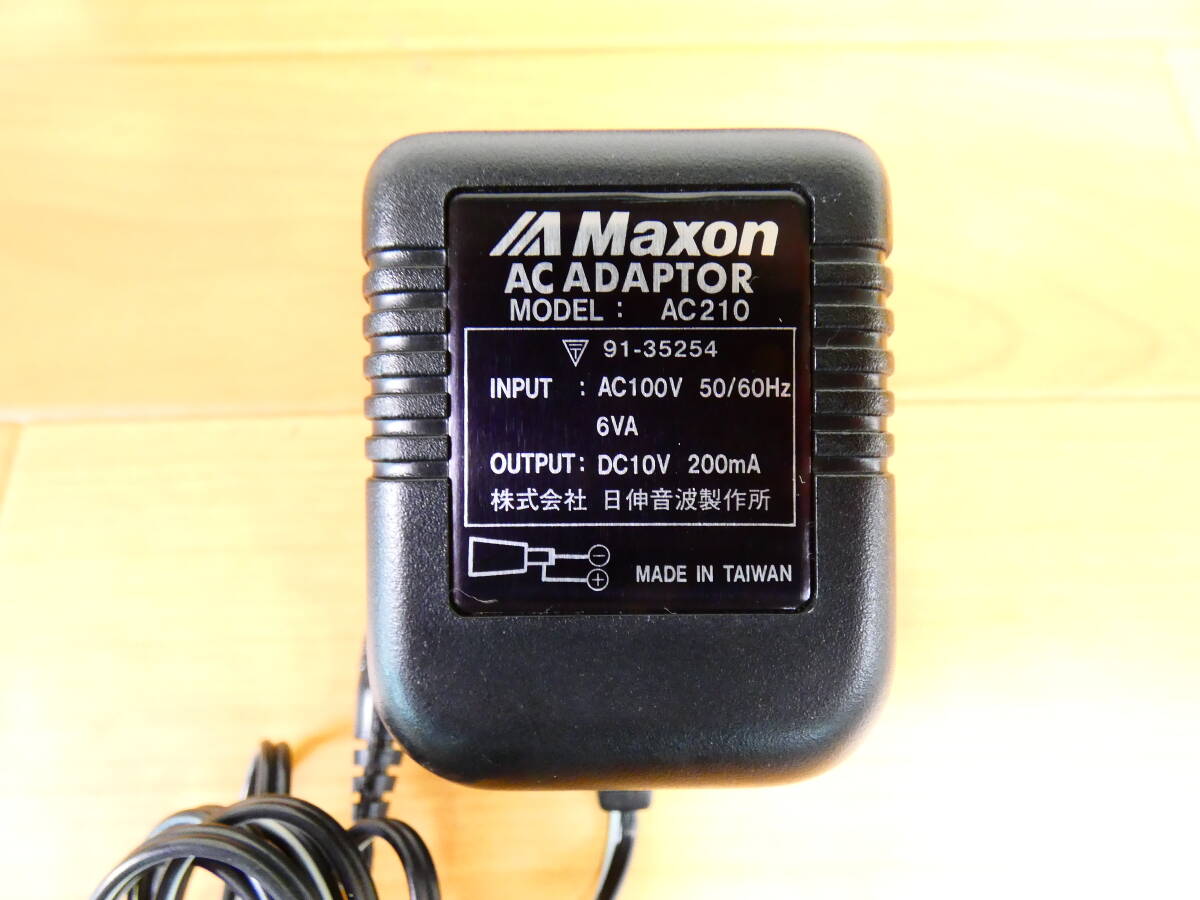 Maxon
AC ADAPTOR
MODEL : AC210
91-35254
INPUT : AC100V 50/60Hz
6VA
OUTPUT: DC10V 200mA
株式会社 日伸音波製作所
MADE IN TAIWAN